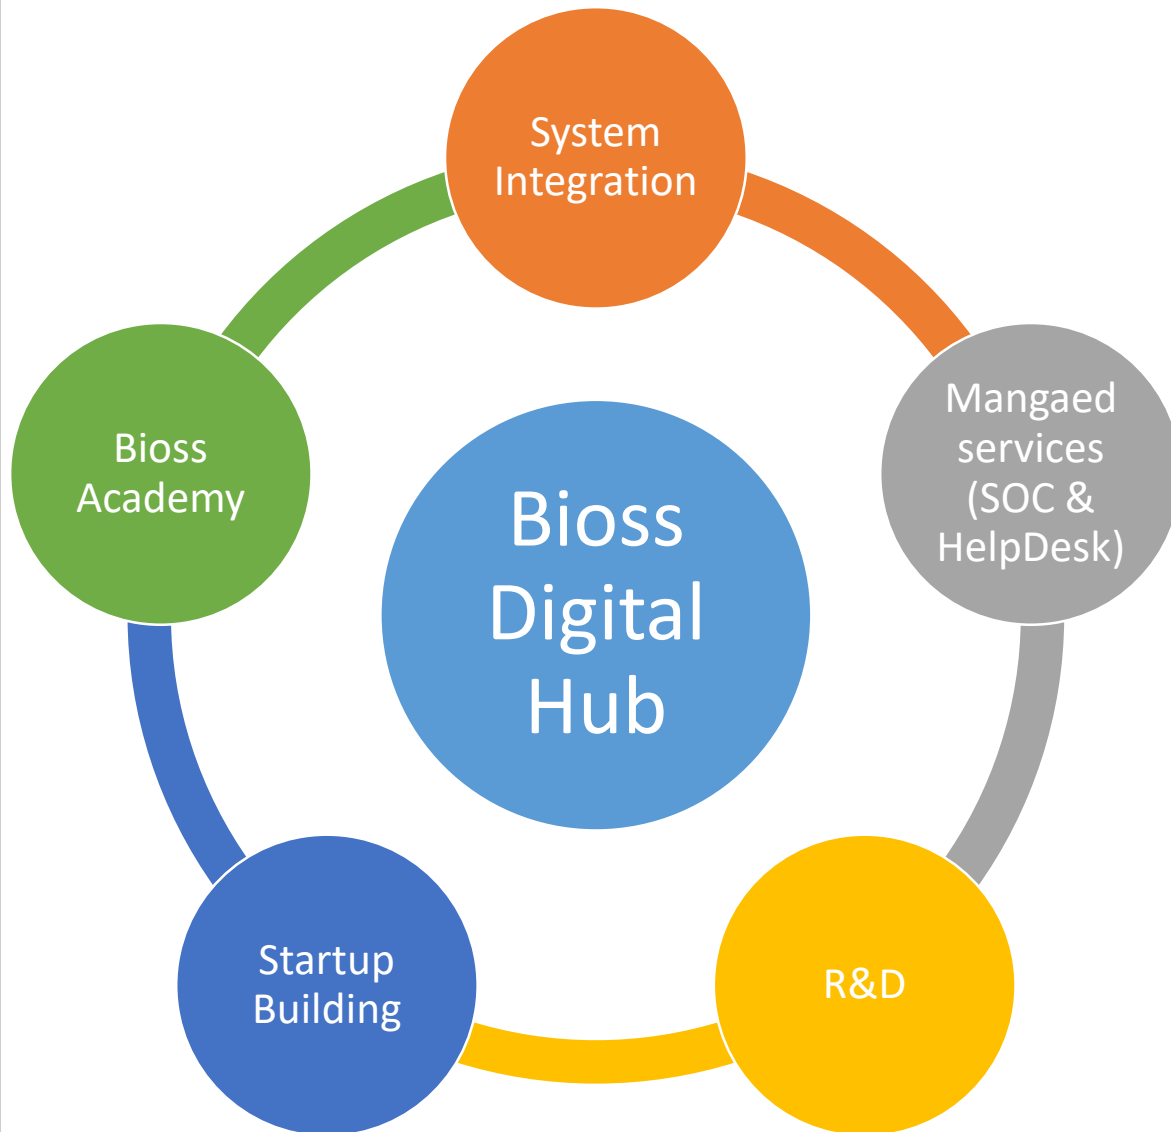 System
Integration
Mangaed
services
(SOC &
HelpDesk)
R&D
Startup
Building
Bioss
Academy
Bioss
Digital
Hub